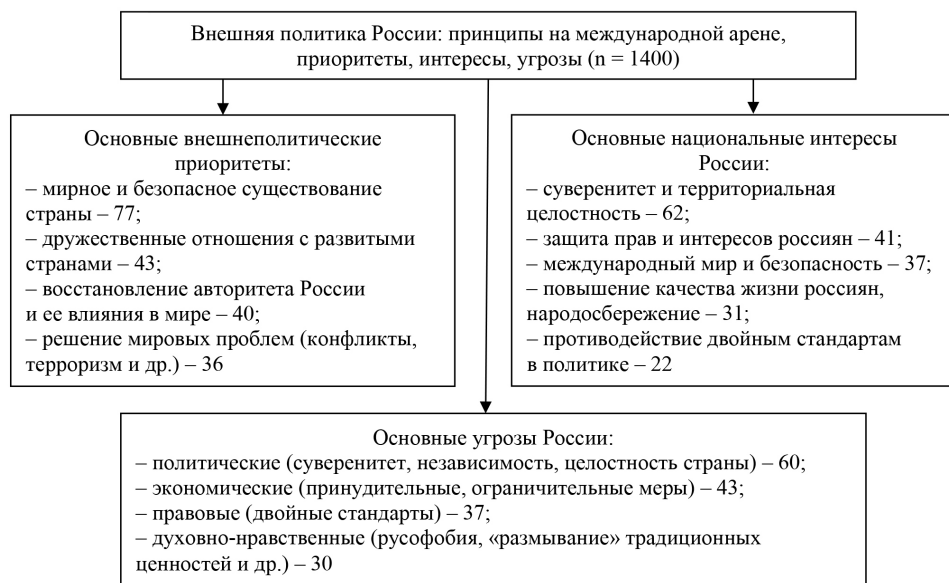 Внешняя политика России: принципы на международной арене,
приоритеты, интересы, угрозы (n = 1400)
Основные внешнеполитические
приоритеты:
– мирное и безопасное существование
страны – 77;
– дружественные отношения с развитыми
странами – 43;
– восстановление авторитета России
и ее влияния в мире – 40;
– решение мировых проблем (конфликты,
терроризм и др.) – 36
Основные национальные интересы
России:
– суверенитет и территориальная
целостность – 62;
– защита прав и интересов россиян – 41;
– международный мир и безопасность – 37;
– повышение качества жизни россиян,
народосбережение – 31;
– противодействие двойным стандартам
в политике – 22
Основные угрозы России:
– политические (суверенитет, независимость, целостность страны) – 60;
– экономические (принудительные, ограничительные меры) – 43;
– правовые (двойные стандарты) – 37;
– духовно-нравственные (русофобия, «размывание» традиционных
ценностей и др.) – 30